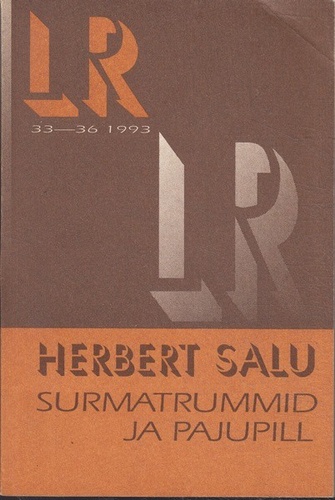 LR
33—36 1993
LR
HERBERT SALU
SURMATRUMMID
JA PAJUPILL